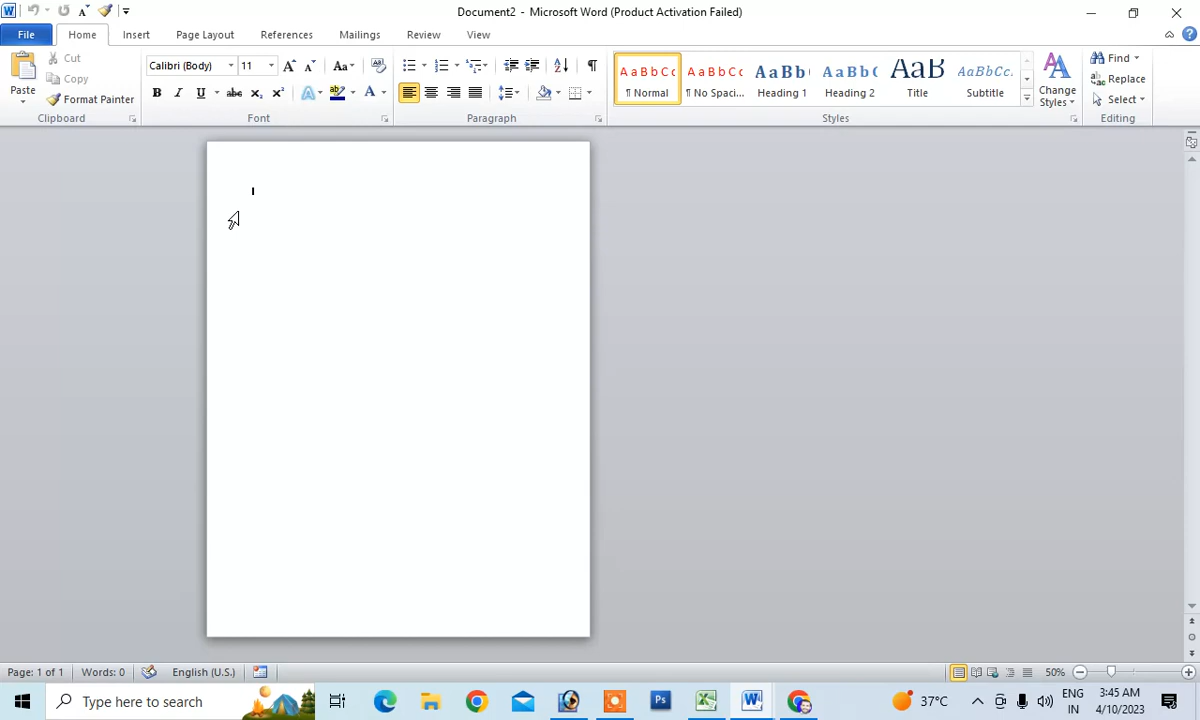 Document2 - Microsoft Word (Product Activation Failed)
File Home Insert Page Layout References Mailings Review View
Paste
Cut
Copy
Format Painter
Clipboard
Calibri (Body) 11
Font
Paragraph
AaBbCc ¶ Normal
AaBbCc ¶ No Spaci...
AaBb( Heading 1
AaBb( Heading 2
AaB Title
AaBbCc. Subtitle
Change Styles
Styles
Find
Replace
Select
Editing
Page: 1 of 1 Words: 0 English (U.S.) 50%
Type here to search
37°C
ENG
IN
3:45 AM
4/10/2023